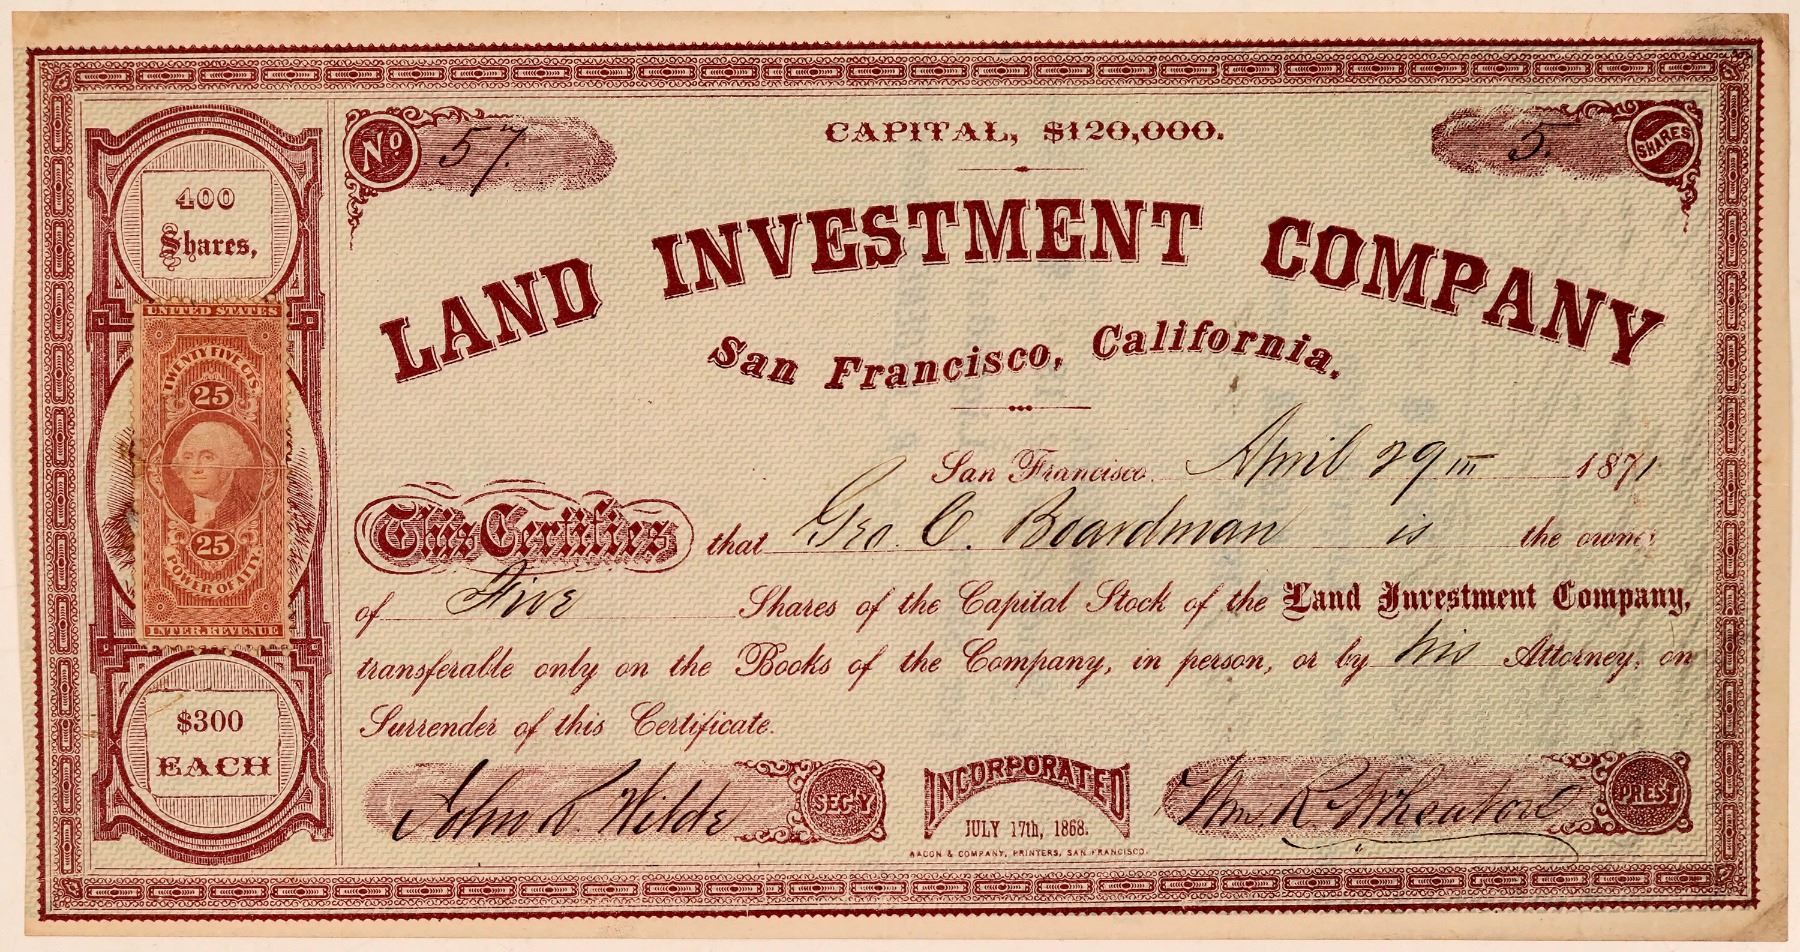 No 57.
CAPITAL, $120,000.
5. SHARES
400
Shares,
LAND INVESTMENT COMPANY
San Francisco, California.
UNITED STATES
TWENTY FIVE CTS.
25
25
POWER OF ATTY.
INTER. REVENUE
$300
EACH
San Francisco April 29th 1871
This Certifies that Geo. C. Boardman is the owner
of Five Shares of the Capital Stock of the Land Investment Company,
transferable only on the Books of the Company, in person, or by his Attorney, on
Surrender of this Certificate.
John Wilde SEC'Y
INCORPORATED
JULY 17th, 1868.
Wm. R. Wheaton PREST
BACON & COMPANY, PRINTERS, SAN FRANCISCO.